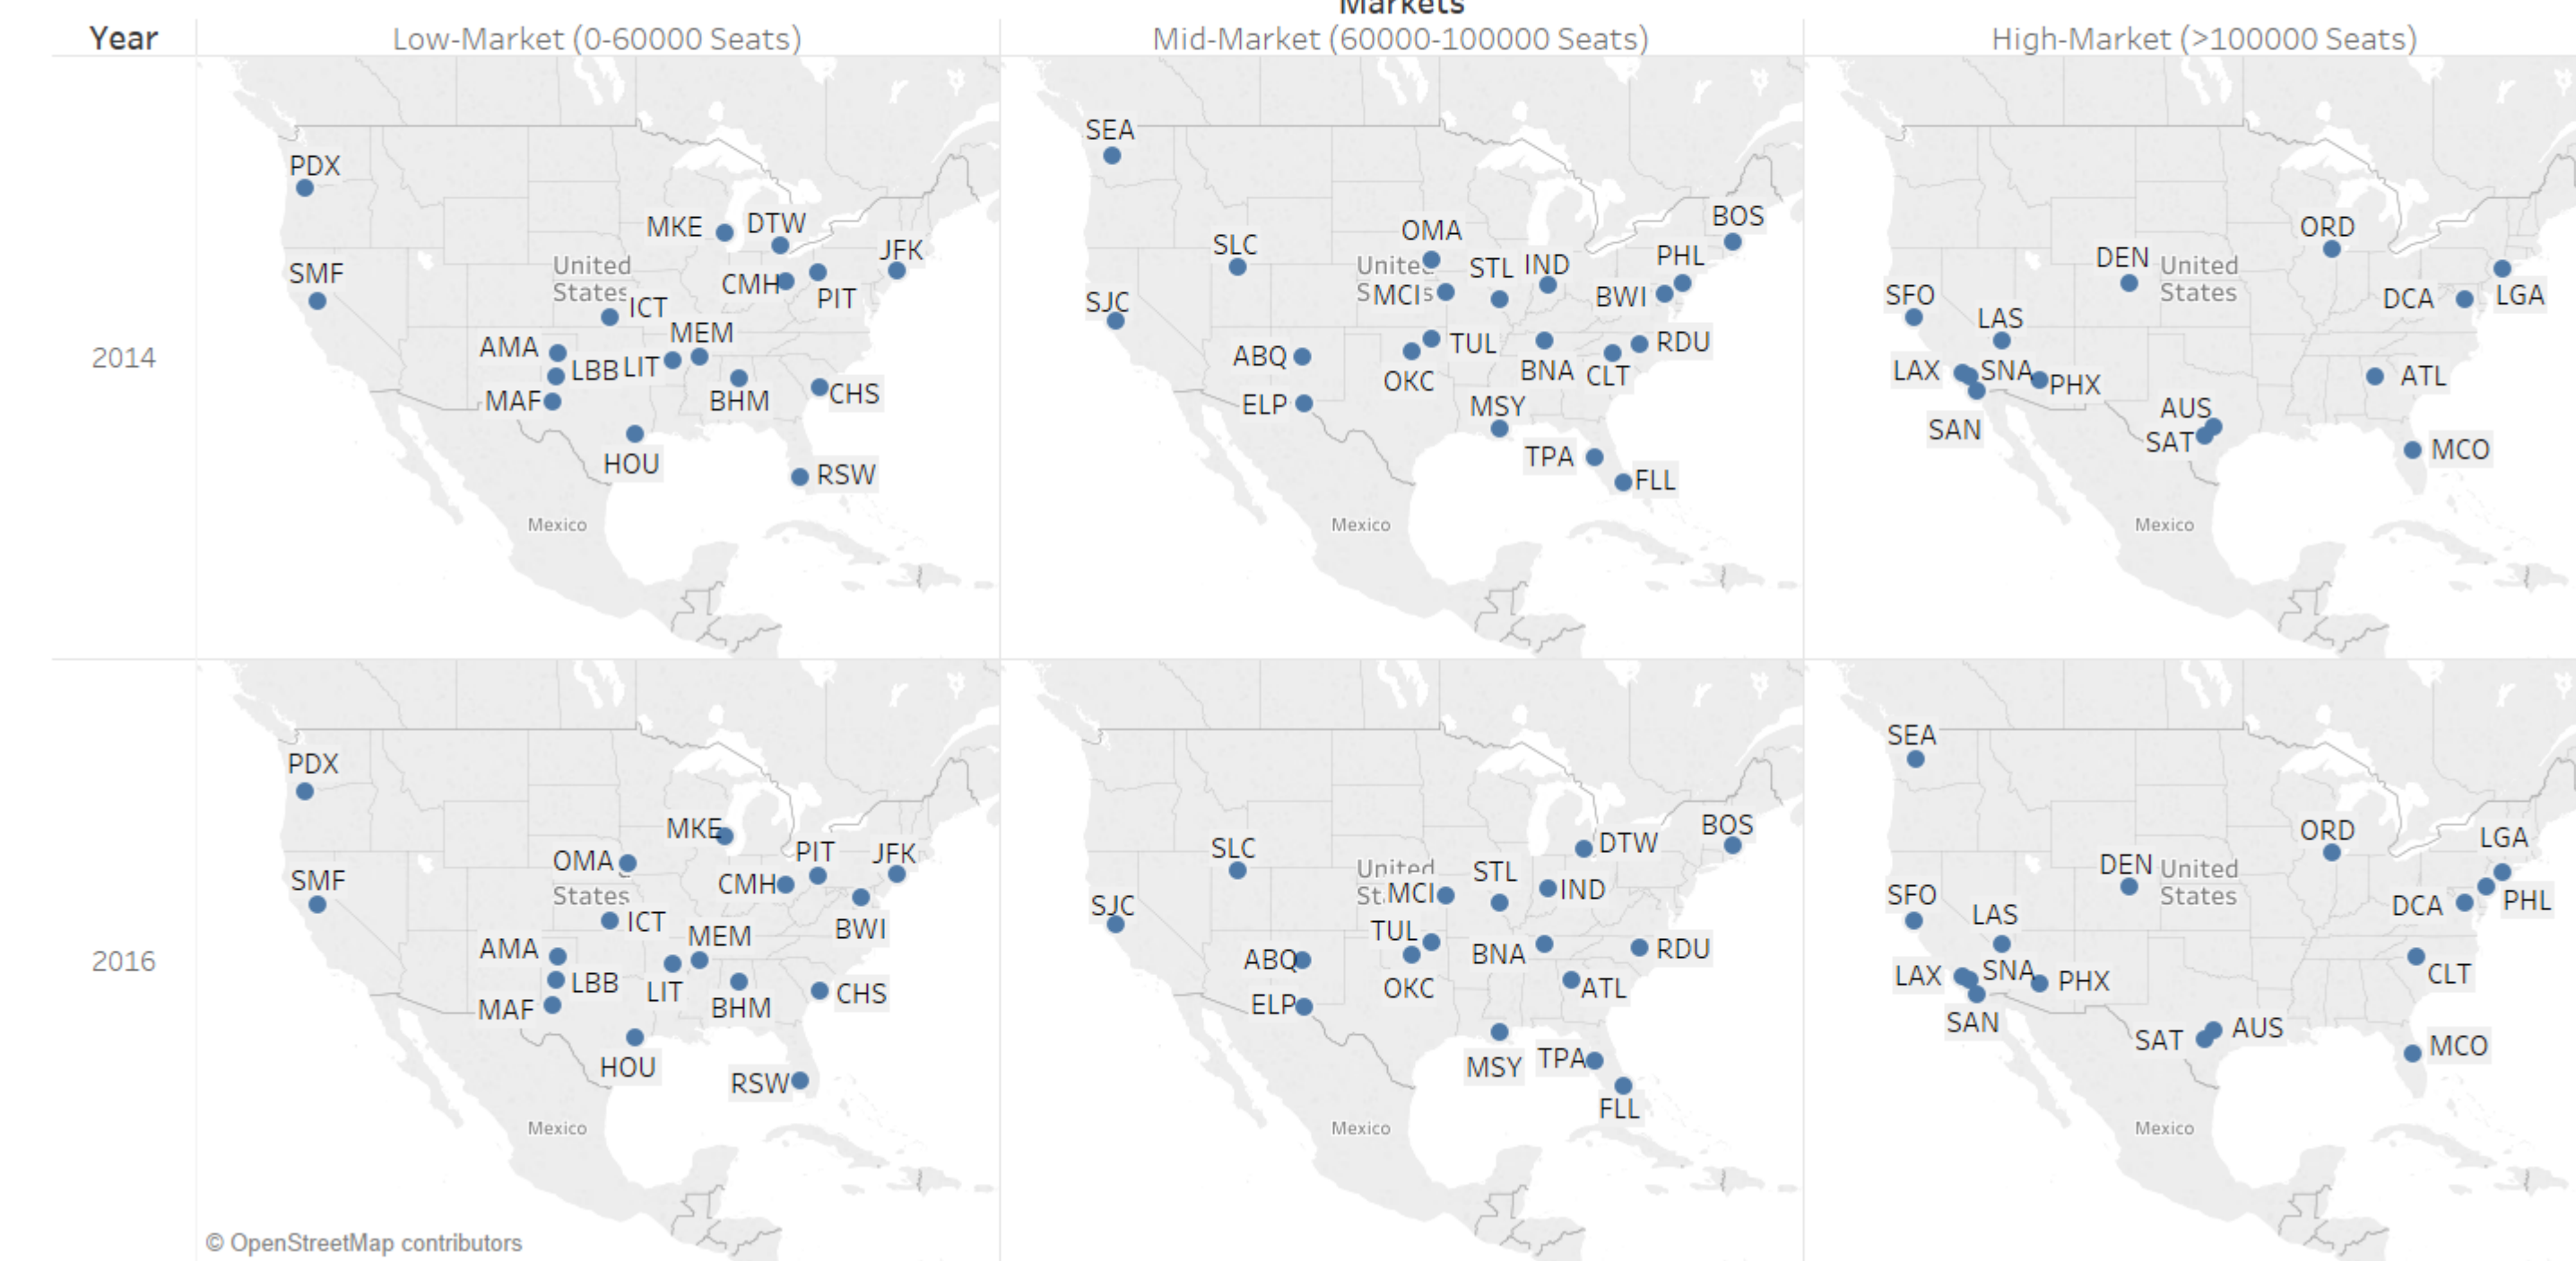 Markets
Year
Low-Market (0-60000 Seats)
Mid-Market (60000-100000 Seats)
High-Market (>100000 Seats)
2014
PDX
MKE
DTW
JFK
SMF
United
States
CMH
PIT
ICT
MEM
AMA
LBB
LIT
MAF
BHM
CHS
HOU
RSW
Mexico
SEA
BOS
OMA
SLC
PHL
United
STL
IND
MCI
BWI
SJC
TUL
RDU
ABQ
BNA
CLT
OKC
ELP
MSY
TPA
FLL
Mexico
ORD
DEN
United
States
SFO
DCA
LGA
LAS
LAX
SNA
PHX
ATL
AUS
SAN
SAT
MCO
Mexico
2016
PDX
MKE
PIT
JFK
OMA
SMF
CMH
States
ICT
BWI
MEM
AMA
LBB
LIT
MAF
BHM
CHS
HOU
RSW
Mexico
© OpenStreetMap contributors
BOS
DTW
SLC
United
STL
MCI
IND
SJC
TUL
BNA
RDU
ABQ
OKC
ATL
ELP
MSY
TPA
FLL
Mexico
SEA
ORD
LGA
DEN
United
States
SFO
DCA
PHL
LAS
LAX
SNA
PHX
CLT
SAN
SAT
AUS
MCO
Mexico